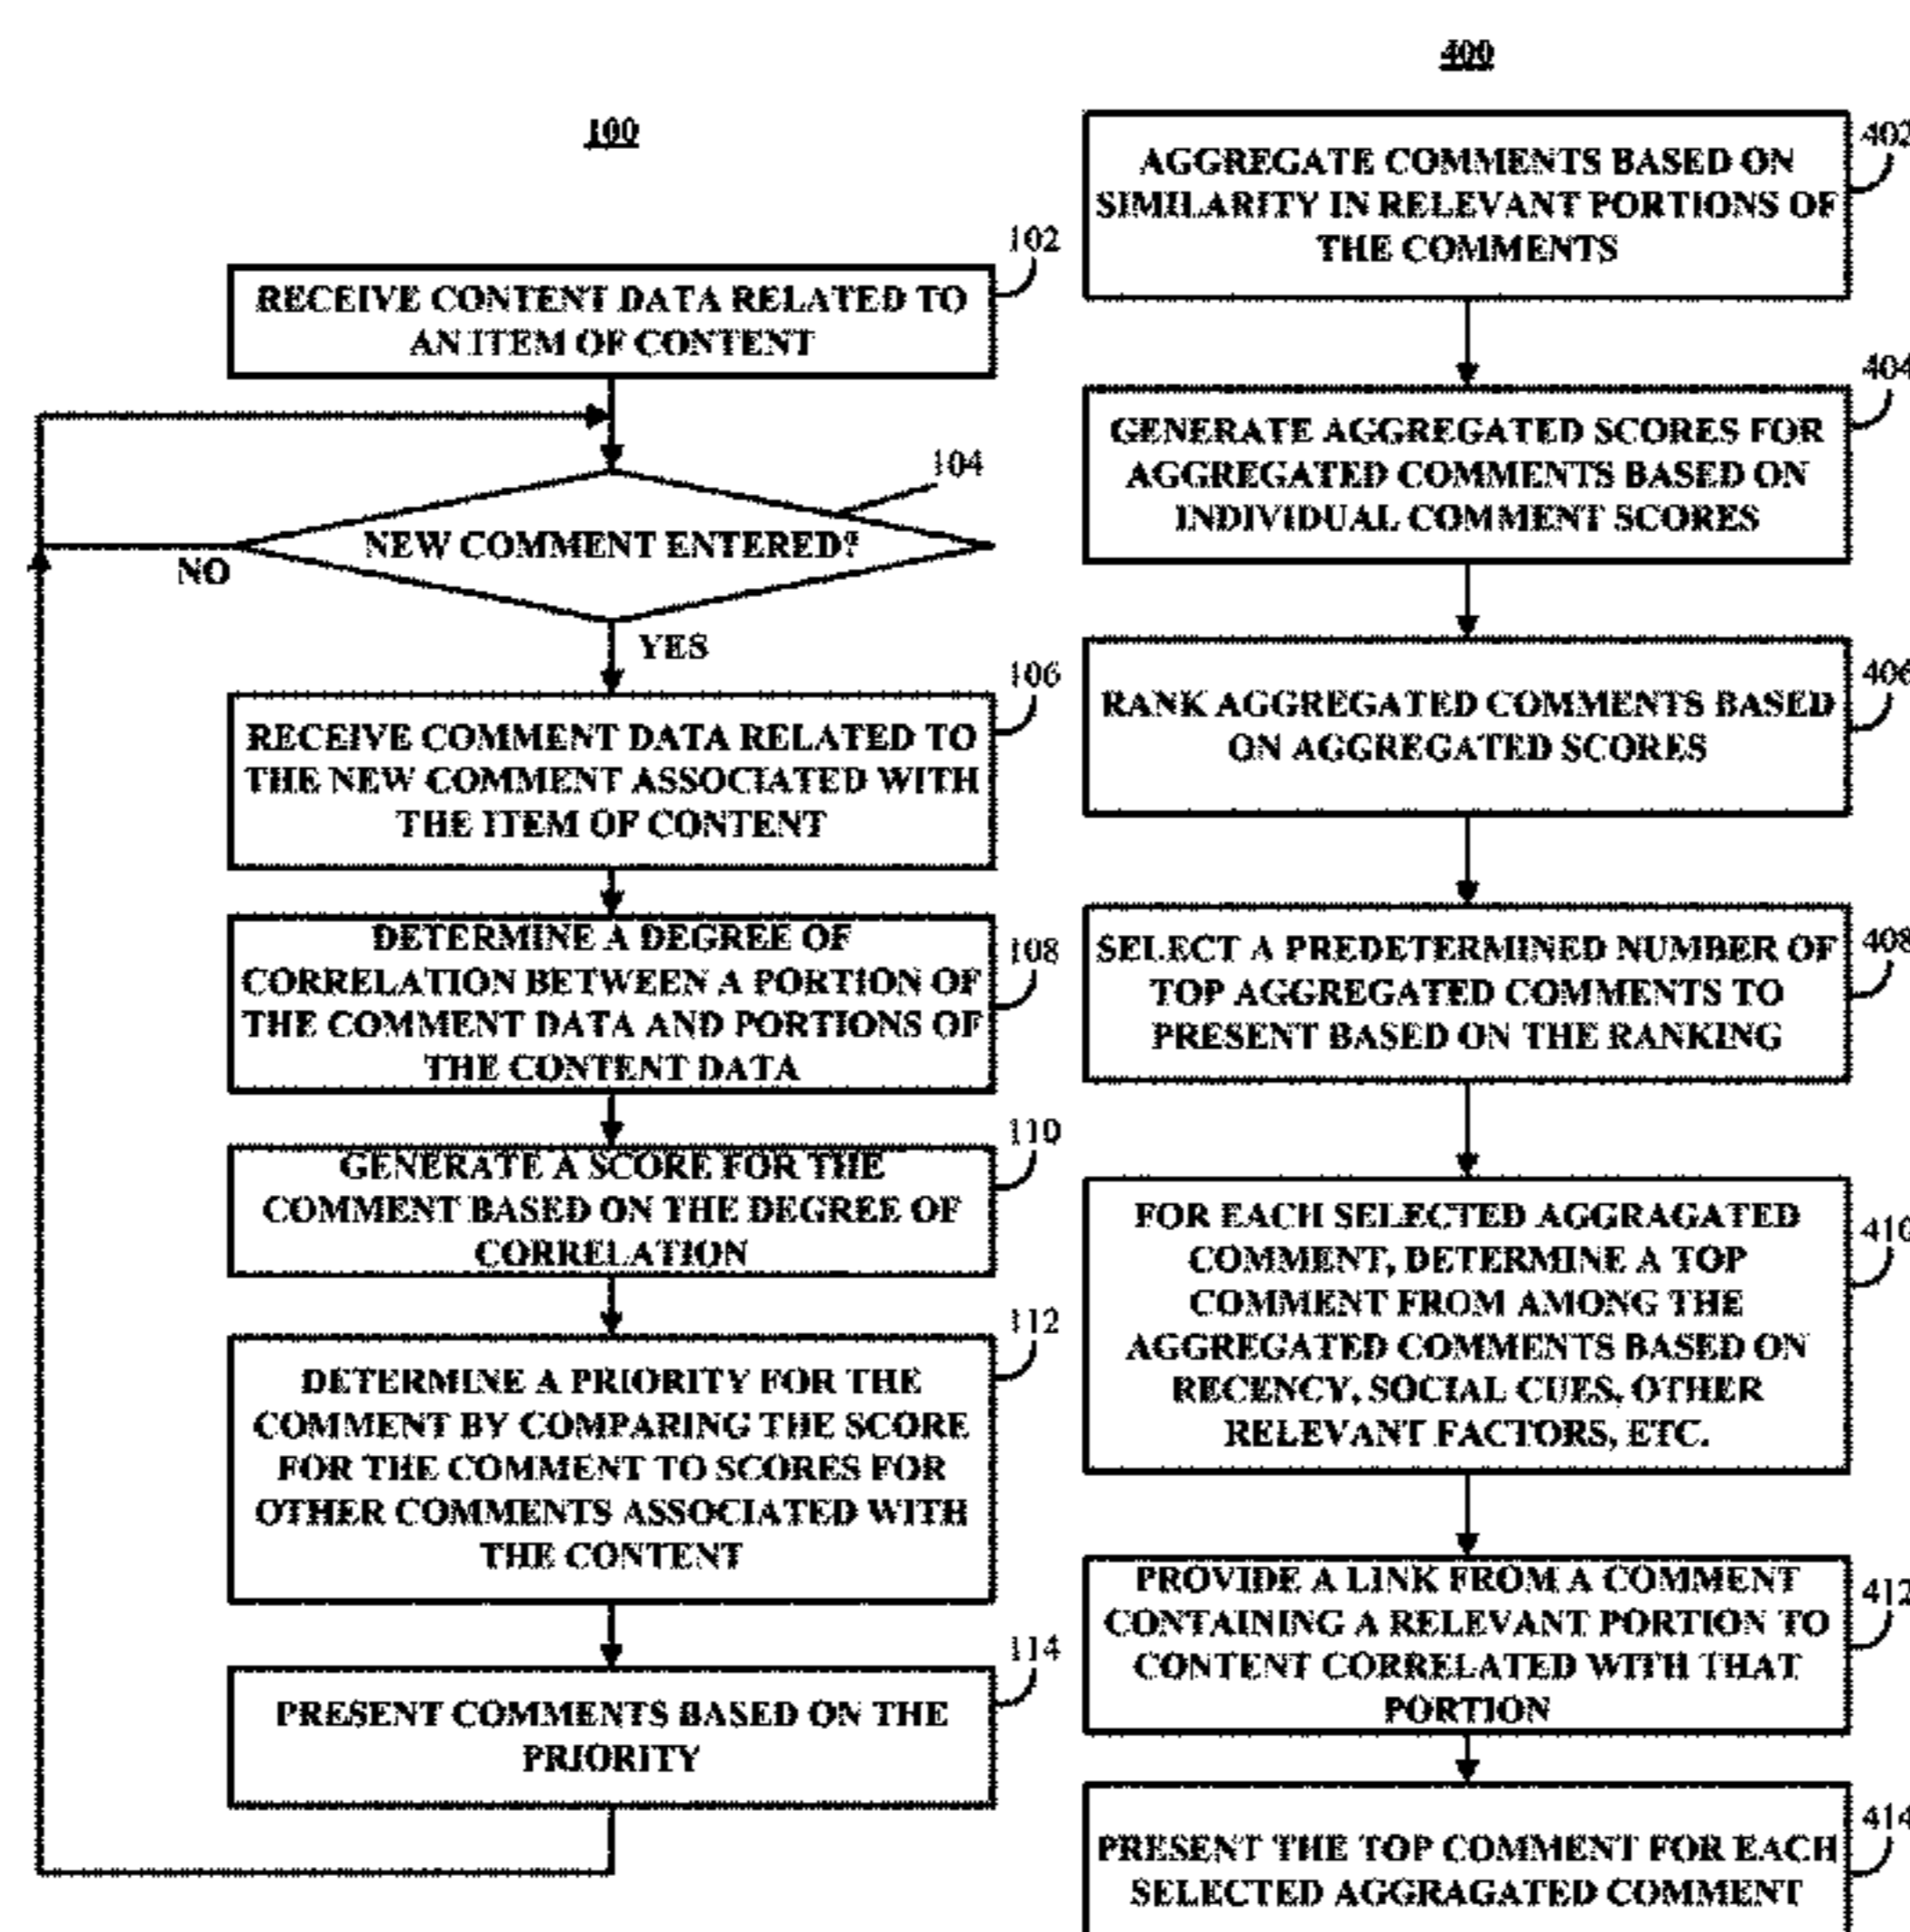 100
RECEIVE CONTENT DATA RELATED TO
AN ITEM OF CONTENT
102
NEW COMMENT ENTERED?
104
NO
YES
RECEIVE COMMENT DATA RELATED TO
THE NEW COMMENT ASSOCIATED WITH
THE ITEM OF CONTENT
106
DETERMINE A DEGREE OF
CORRELATION BETWEEN A PORTION OF
THE COMMENT DATA AND PORTIONS OF
THE CONTENT DATA
108
GENERATE A SCORE FOR THE
COMMENT BASED ON THE DEGREE OF
CORRELATION
110
DETERMINE A PRIORITY FOR THE
COMMENT BY COMPARING THE SCORE
FOR THE COMMENT TO SCORES FOR
OTHER COMMENTS ASSOCIATED WITH
THE CONTENT
112
PRESENT COMMENTS BASED ON THE
PRIORITY
114
400
AGGREGATE COMMENTS BASED ON
SIMILARITY IN RELEVANT PORTIONS OF
THE COMMENTS
402
GENERATE AGGREGATED SCORES FOR
AGGREGATED COMMENTS BASED ON
INDIVIDUAL COMMENT SCORES
404
RANK AGGREGATED COMMENTS BASED
ON AGGREGATED SCORES
406
SELECT A PREDETERMINED NUMBER OF
TOP AGGREGATED COMMENTS TO
PRESENT BASED ON THE RANKING
408
FOR EACH SELECTED AGGRAGATED
COMMENT, DETERMINE A TOP
COMMENT FROM AMONG THE
AGGREGATED COMMENTS BASED ON
RECENCY, SOCIAL CUES, OTHER
RELEVANT FACTORS, ETC.
410
PROVIDE A LINK FROM A COMMENT
CONTAINING A RELEVANT PORTION TO
CONTENT CORRELATED WITH THAT
PORTION
412
PRESENT THE TOP COMMENT FOR EACH
SELECTED AGGRAGATED COMMENT
414